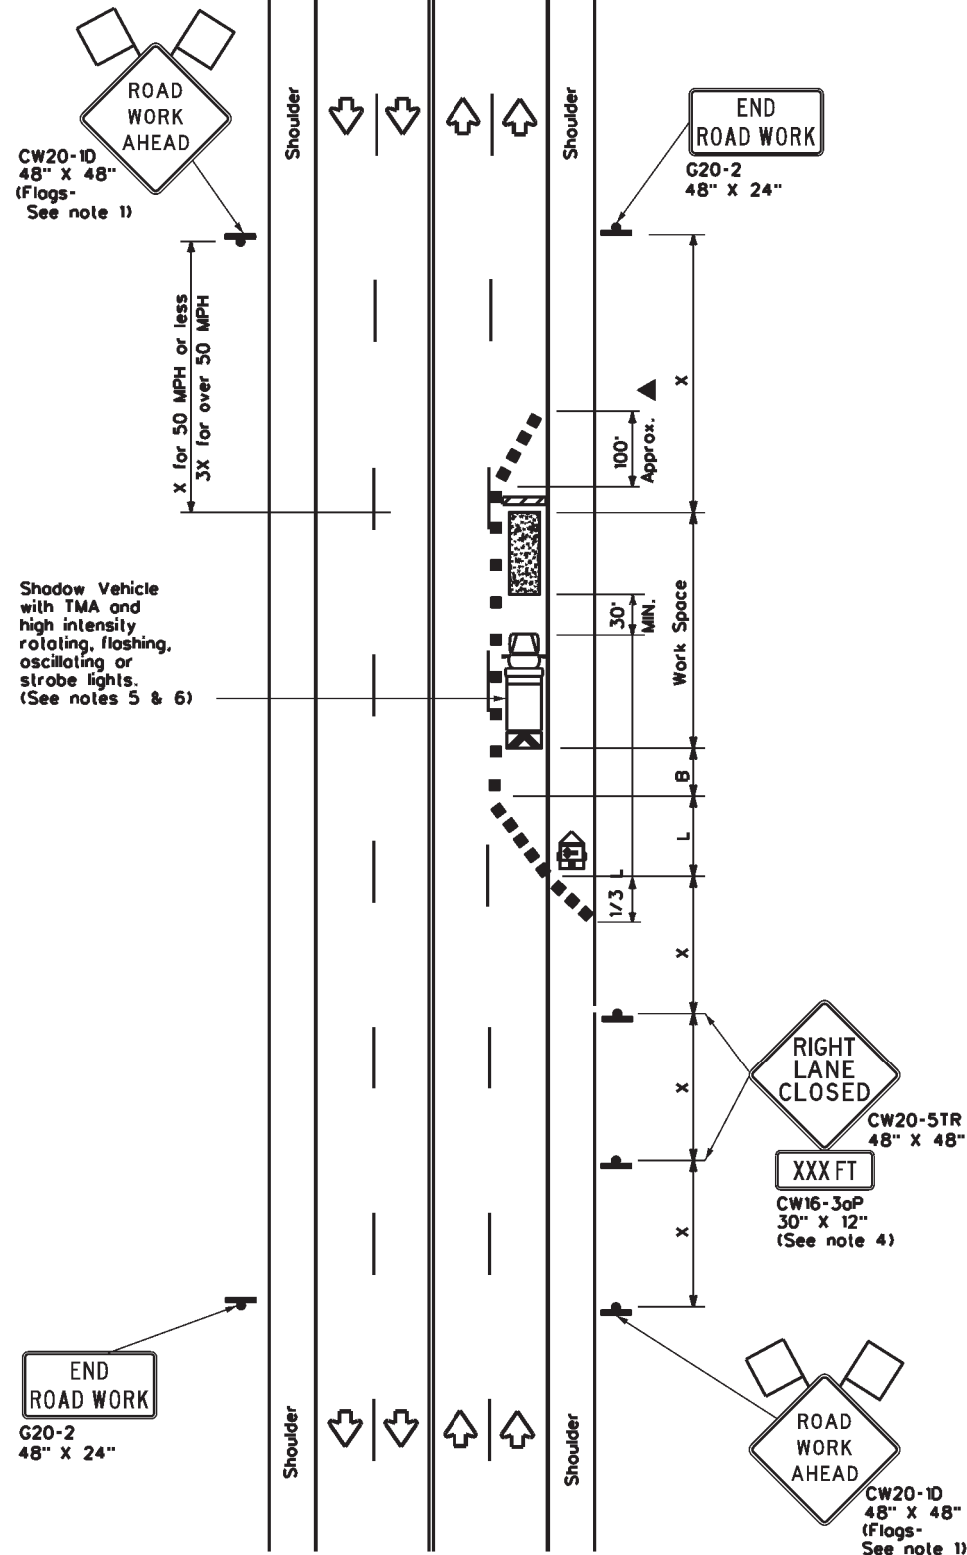 ROAD
WORK
AHEAD
CW20-1D
48" X 48"
(Flags-
See note 1)
Shoulder
Shoulder
END
ROAD WORK
G20-2
48" X 24"
X for 50 MPH or less
3X for over 50 MPH
X
100'
Approx.
Shadow Vehicle
with TMA and
high intensity
rotating, flashing,
oscillating or
strobe lights.
(See notes 5 & 6)
30'
MIN.
Work Space
B
L
1/3 L
X
RIGHT
LANE
CLOSED
CW20-5TR
48" X 48"
X
XXX FT
CW16-3aP
30" X 12"
(See note 4)
X
END
ROAD WORK
G20-2
48" X 24"
Shoulder
Shoulder
ROAD
WORK
AHEAD
CW20-1D
48" X 48"
(Flags-
See note 1)